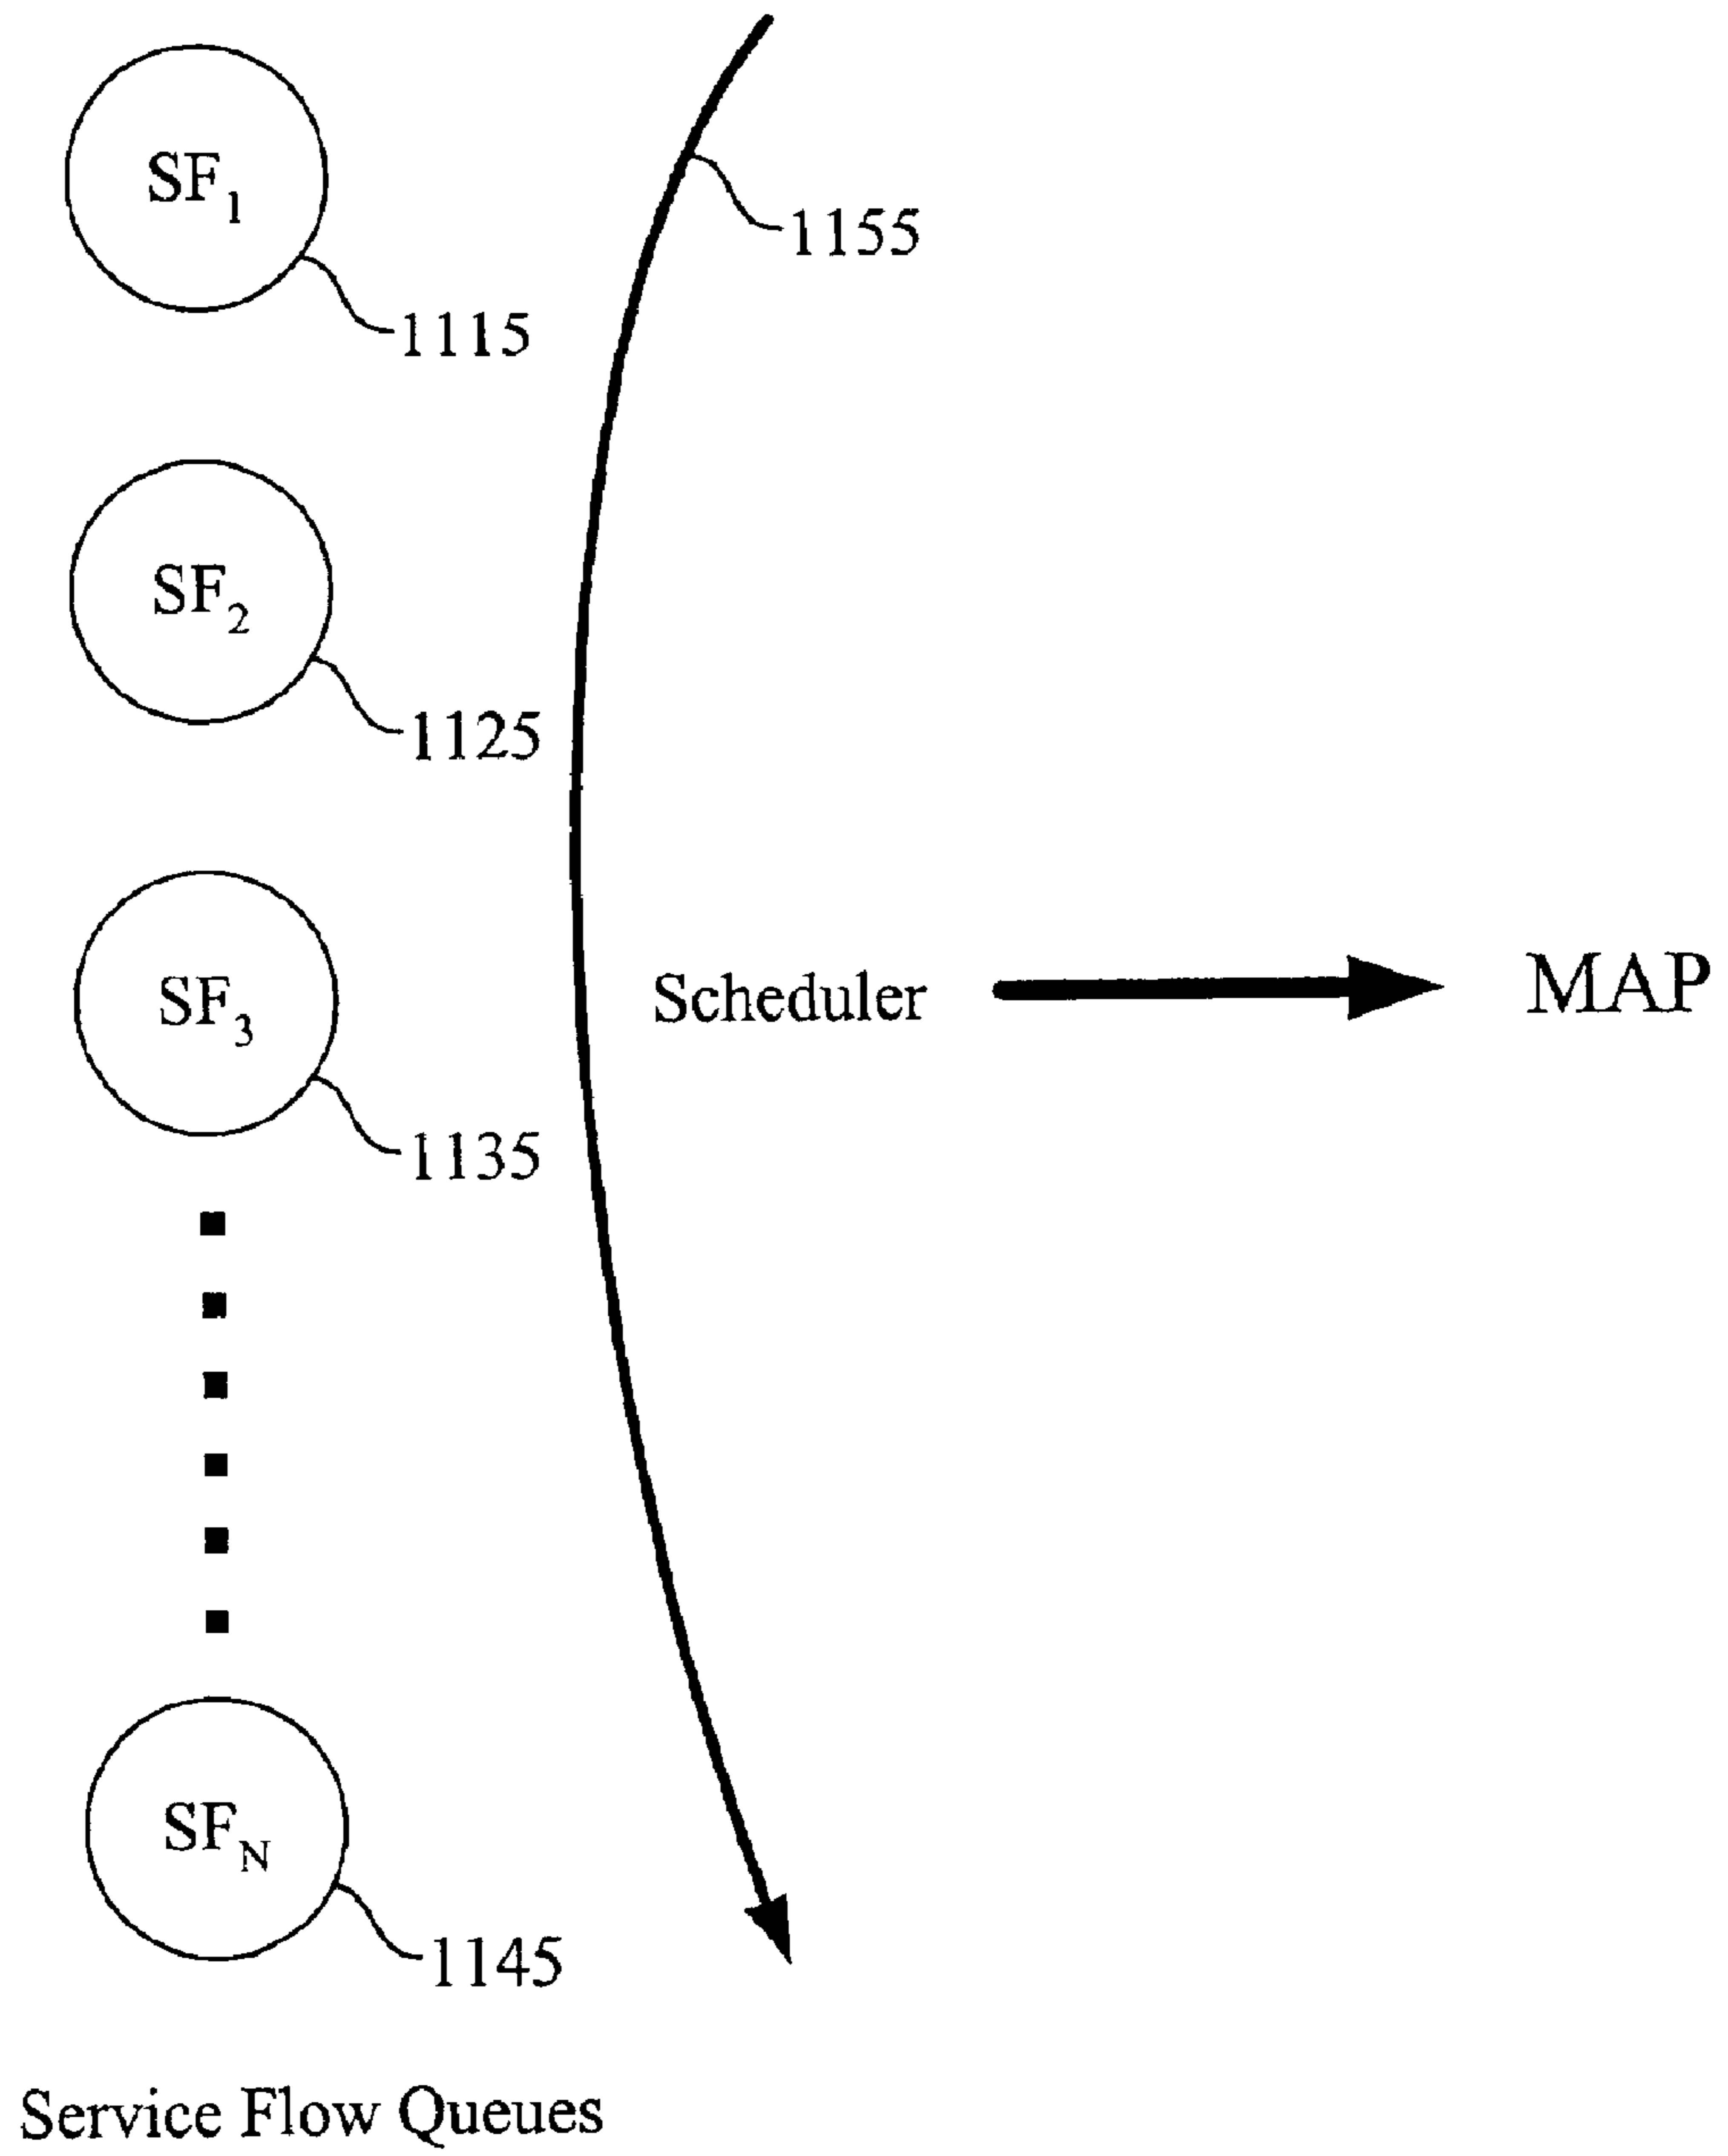 SF1
1155
1115
SF2
1125
SF3
Scheduler
MAP
1135
SFN
1145
Service Flow Queues